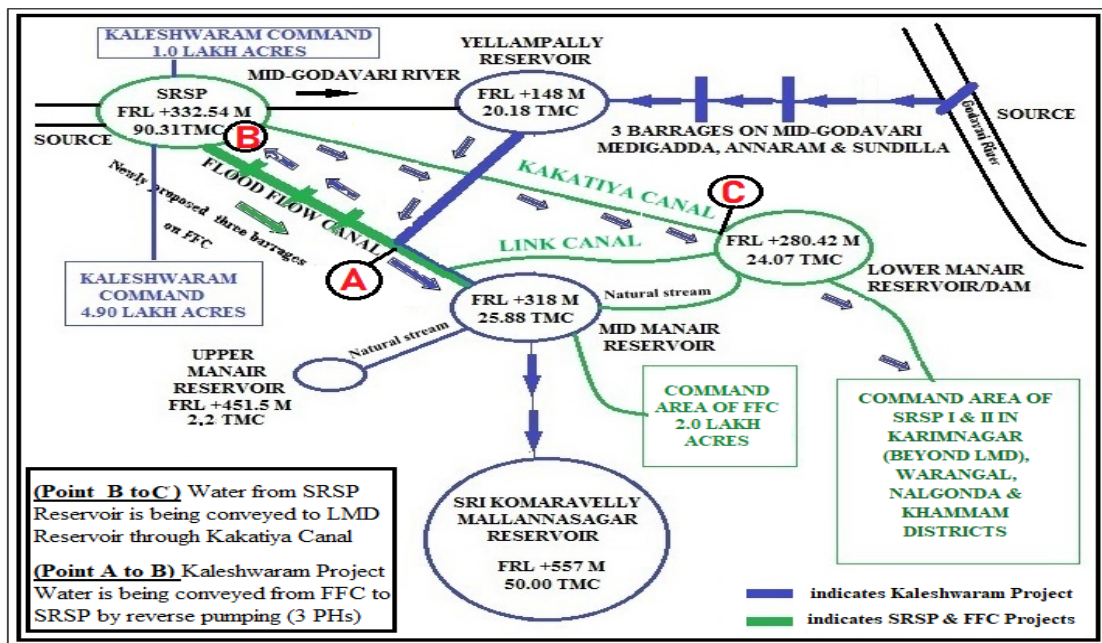 KALESHWARAM COMMAND
1.0 LAKH ACRES
YELLAMPALLY
RESERVOIR
MID-GODAVARI RIVER
SRSP
FRL +332.54 M
90.31TMC
SOURCE
B
FRL +148 M
20.18 TMC
3 BARRAGES ON MID-GODAVARI
MEDIGADDA, ANNARAM & SUNDILLA
SOURCE
Godavari River
FLOOD FLOW CANAL
Newly proposed three barrages
on FFC
KAKATIYA CANAL
C
LINK CANAL
A
KALESHWARAM
COMMAND
4.90 LAKH ACRES
FRL +280.42 M
24.07 TMC
LOWER MANAIR
RESERVOIR/DAM
FRL +318 M
25.88 TMC
Natural stream
MID MANAIR
RESERVOIR
Natural stream
UPPER
MANAIR
RESERVOIR
FRL +451.5 M
2.2 TMC
COMMAND
AREA OF FFC
2.0 LAKH
ACRES
COMMAND AREA OF
SRSP I & II IN
KARIMNAGAR
(BEYOND LMD),
WARANGAL,
NALGONDA &
KHAMMAM
DISTRICTS
SRI KOMARAVELLY
MALLANNASAGAR
RESERVOIR
FRL +557 M
50.00 TMC
(Point B toC) Water from SRSP
Reservoir is being conveyed to LMD
Reservoir through Kakatiya Canal
(Point A to B) Kaleshwaram Project
Water is being conveyed from FFC to
SRSP by reverse pumping (3 PHs)
indicates Kaleshwaram Project
indicates SRSP & FFC Projects